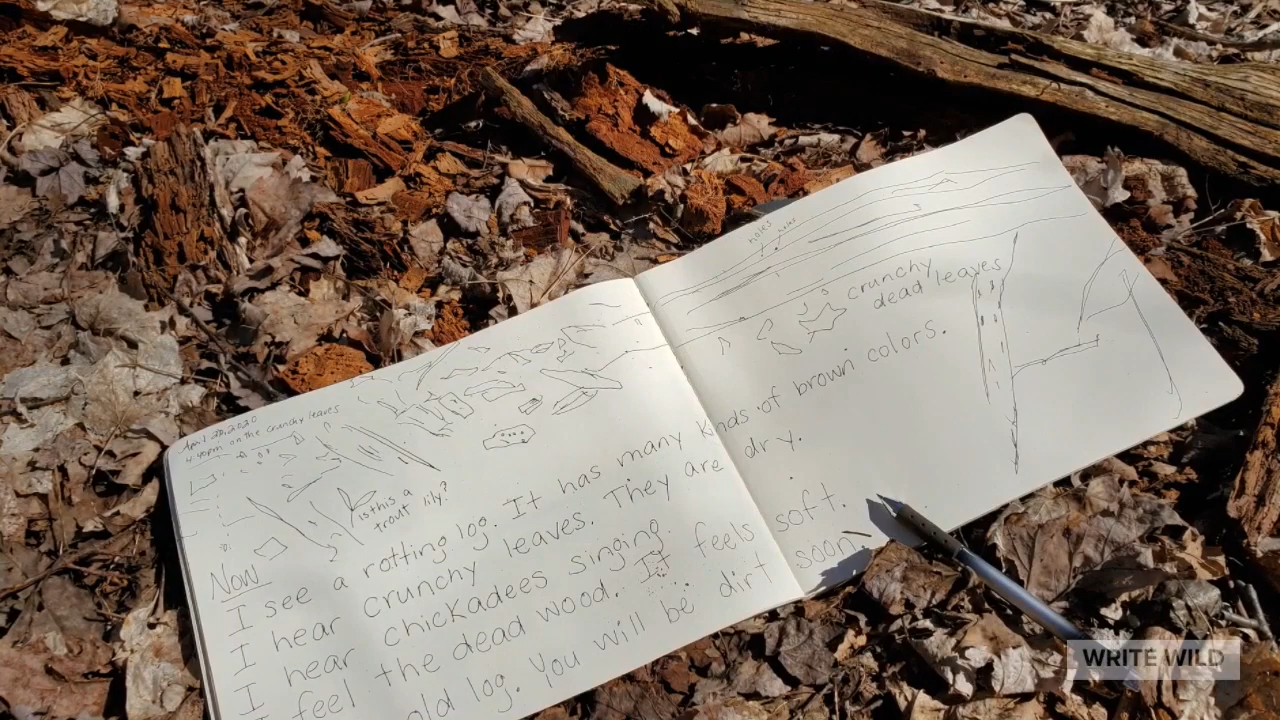 April 28, 2020
4:40pm on the crunchy leaves
holes
holes
crunchy
dead leaves
is this a
trout lily?
Now
I see a rotting log. It has many kinds of brown colors.
I hear crunchy leaves. They are dry.
I hear chickadees singing
I feel the dead wood. It feels soft.
old log. You will be dirt soon.
WRITE WILD